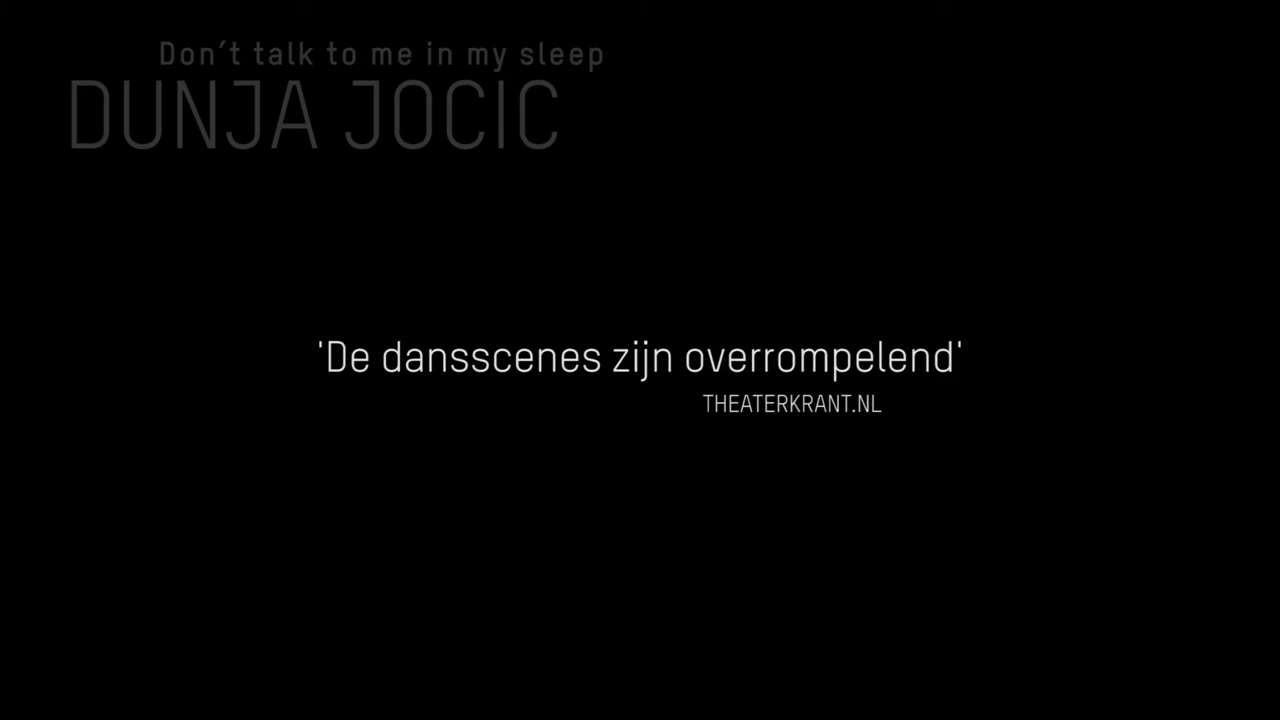 Don't talk to me in my sleep
DUNJA JOCIC
'De dansscenes zijn overrompelend'
THEATERKRANT.NL